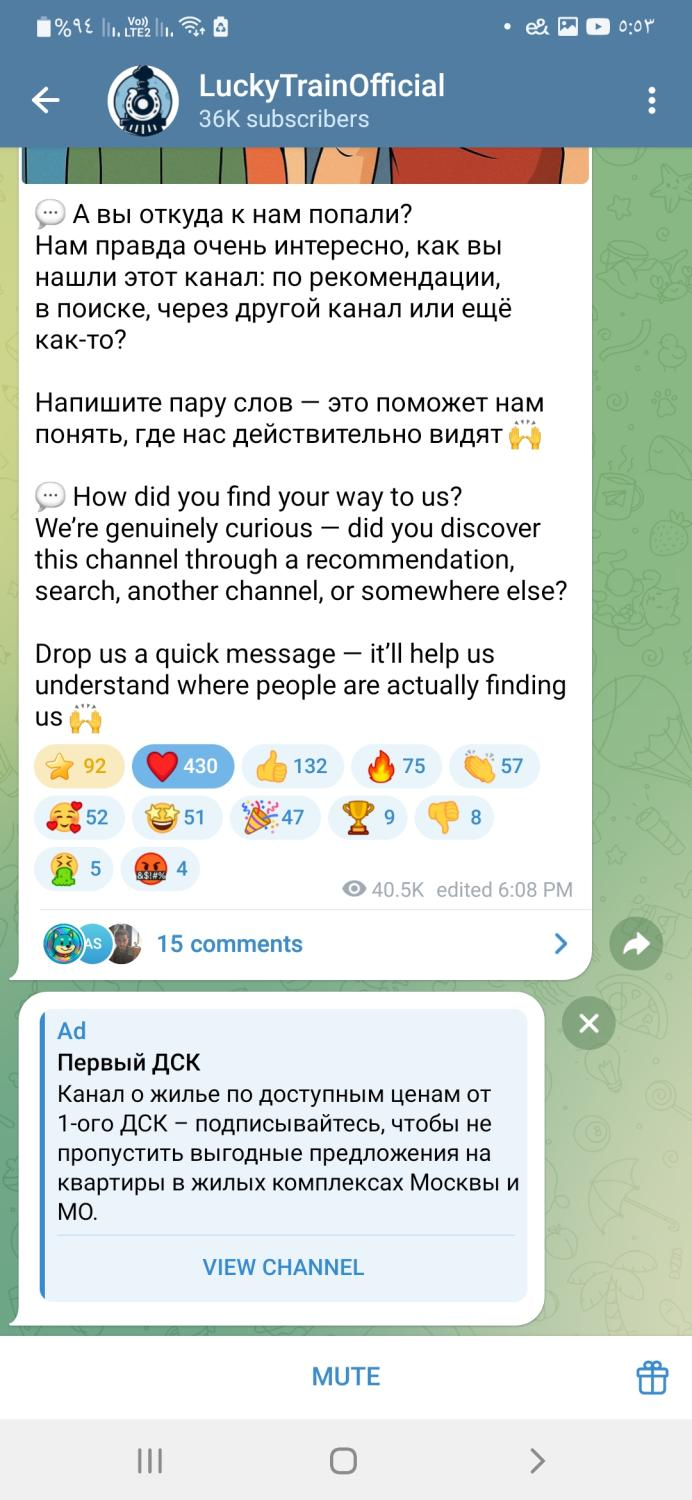 %٩٤ Vo)) LTE2 ٥:٥٣
LuckyTrainOfficial
36K subscribers
💬 А вы откуда к нам попали?
Нам правда очень интересно, как вы
нашли этот канал: по рекомендации,
в поиске, через другой канал или ещё
как-то?
Напишите пару слов — это поможет нам
понять, где нас действительно видят 🙌
💬 How did you find your way to us?
We’re genuinely curious — did you discover
this channel through a recommendation,
search, another channel, or somewhere else?
Drop us a quick message — it’ll help us
understand where people are actually finding
us 🙌
⭐ 92 ❤️ 430 👍 132 🔥 75 👏 57
🥰 52 🤩 51 🎉 47 🏆 9 👎 8
🤮 5 🤬 4
40.5K edited 6:08 PM
AS 15 comments
Ad
Первый ДСК
Канал о жилье по доступным ценам от
1-ого ДСК – подписывайтесь, чтобы не
пропустить выгодные предложения на
квартиры в жилых комплексах Москвы и
МО.
VIEW CHANNEL
MUTE